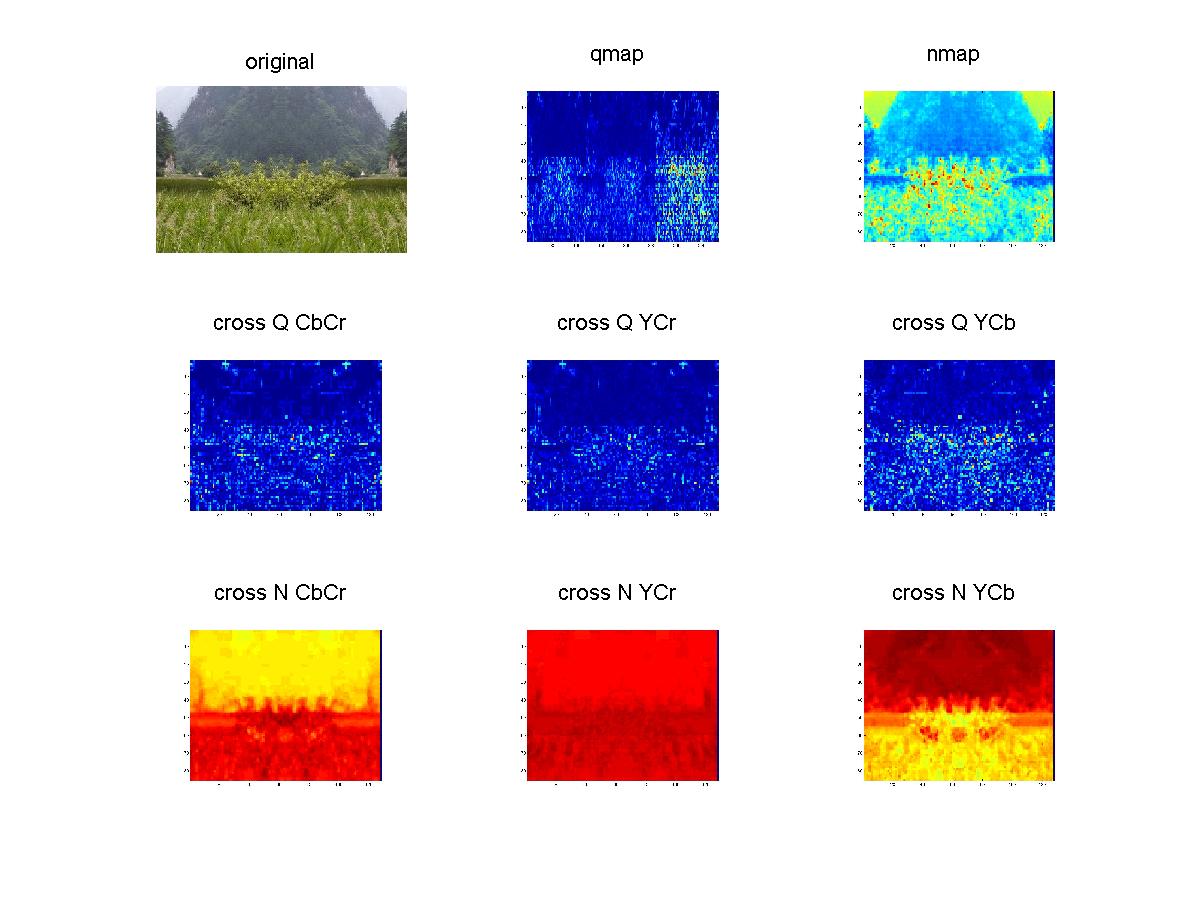 original
qmap
nmap
cross Q CbCr
cross Q YCr
cross Q YCb
cross N CbCr
cross N YCr
cross N YCb